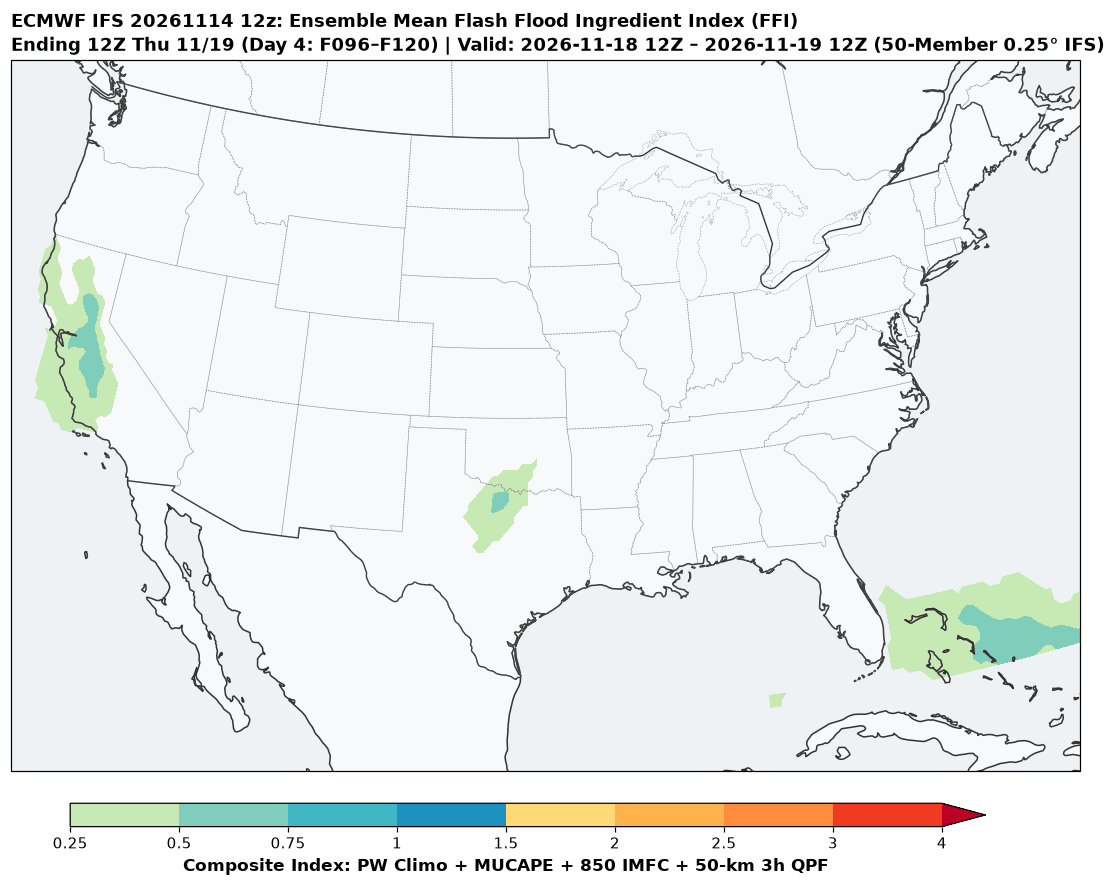 ECMWF IFS 20261114 12z: Ensemble Mean Flash Flood Ingredient Index (FFI)
Ending 12Z Thu 11/19 (Day 4: F096–F120) | Valid: 2026-11-18 12Z – 2026-11-19 12Z (50-Member 0.25° IFS)
0.25 0.5 0.75 1 1.5 2 2.5 3 4
Composite Index: PW Climo + MUCAPE + 850 IMFC + 50-km 3h QPF